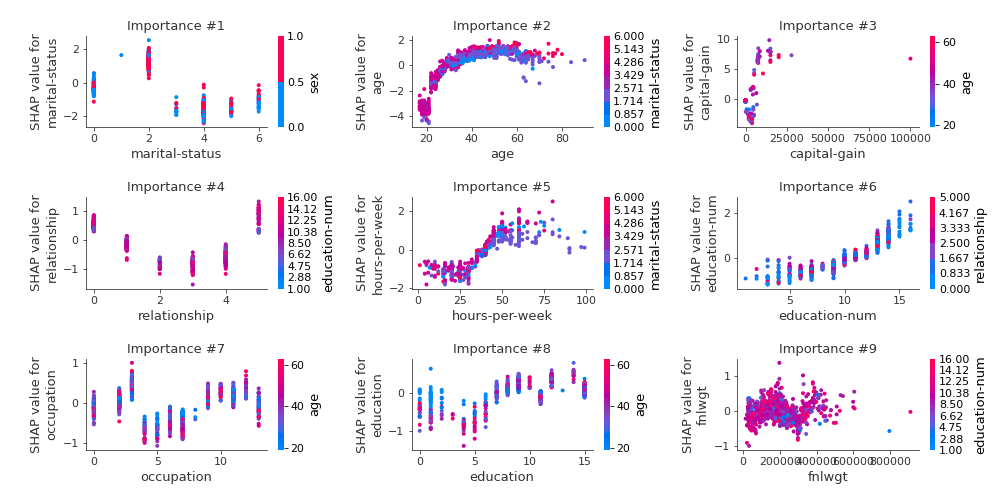 Importance #1
SHAP value for
marital-status
2
0
−2
0
2
4
6
marital-status
1.0
0.5
0.0
sex
Importance #2
SHAP value for
age
2
0
−2
−4
20
40
60
80
age
6.000
5.143
4.286
3.429
2.571
1.714
0.857
0.000
marital-status
Importance #3
SHAP value for
capital-gain
10
5
0
0
25000
50000
75000
100000
capital-gain
60
40
20
age
Importance #4
SHAP value for
relationship
1
0
−1
0
2
4
relationship
16.00
14.12
12.25
10.38
8.50
6.62
4.75
2.88
1.00
education-num
Importance #5
SHAP value for
hours-per-week
2
0
−2
0
25
50
75
100
hours-per-week
6.000
5.143
4.286
3.429
2.571
1.714
0.857
0.000
marital-status
Importance #6
SHAP value for
education-num
2
0
5
10
15
education-num
5.000
4.167
3.333
2.500
1.667
0.833
0.000
relationship
Importance #7
SHAP value for
occupation
1
0
−1
0
5
10
occupation
60
40
20
age
Importance #8
SHAP value for
education
0
−1
0
5
10
15
education
60
40
20
age
Importance #9
SHAP value for
fnlwgt
1
0
−1
0
200000
400000
600000
800000
fnlwgt
16.00
14.12
12.25
10.38
8.50
6.62
4.75
2.88
1.00
education-num